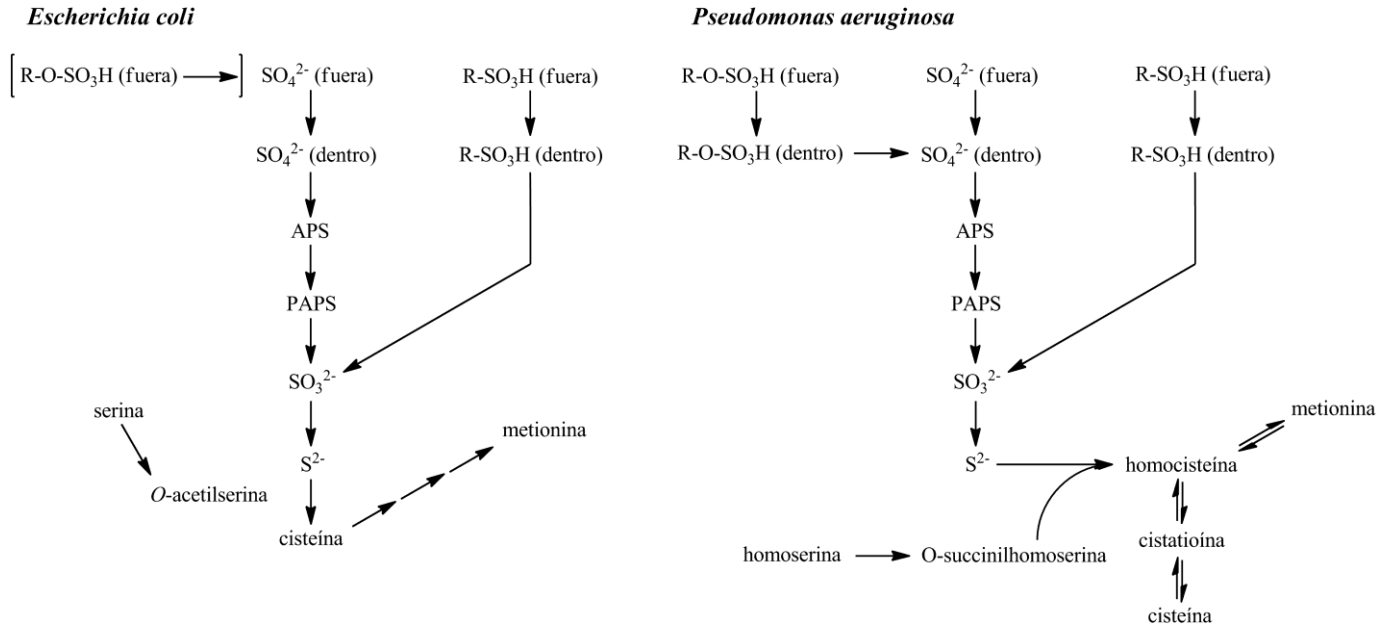 Escherichia coli
R-O-SO₃H (fuera)
SO₄²⁻ (fuera)
R-SO₃H (fuera)
SO₄²⁻ (dentro)
R-SO₃H (dentro)
APS
PAPS
SO₃²⁻
serina
metionina
S²⁻
O-acetilserina
cisteína
Pseudomonas aeruginosa
R-O-SO₃H (fuera)
SO₄²⁻ (fuera)
R-SO₃H (fuera)
R-O-SO₃H (dentro)
SO₄²⁻ (dentro)
R-SO₃H (dentro)
APS
PAPS
SO₃²⁻
metionina
S²⁻
homocisteína
homoserina
O-succinilhomoserina
cistatioína
cisteína